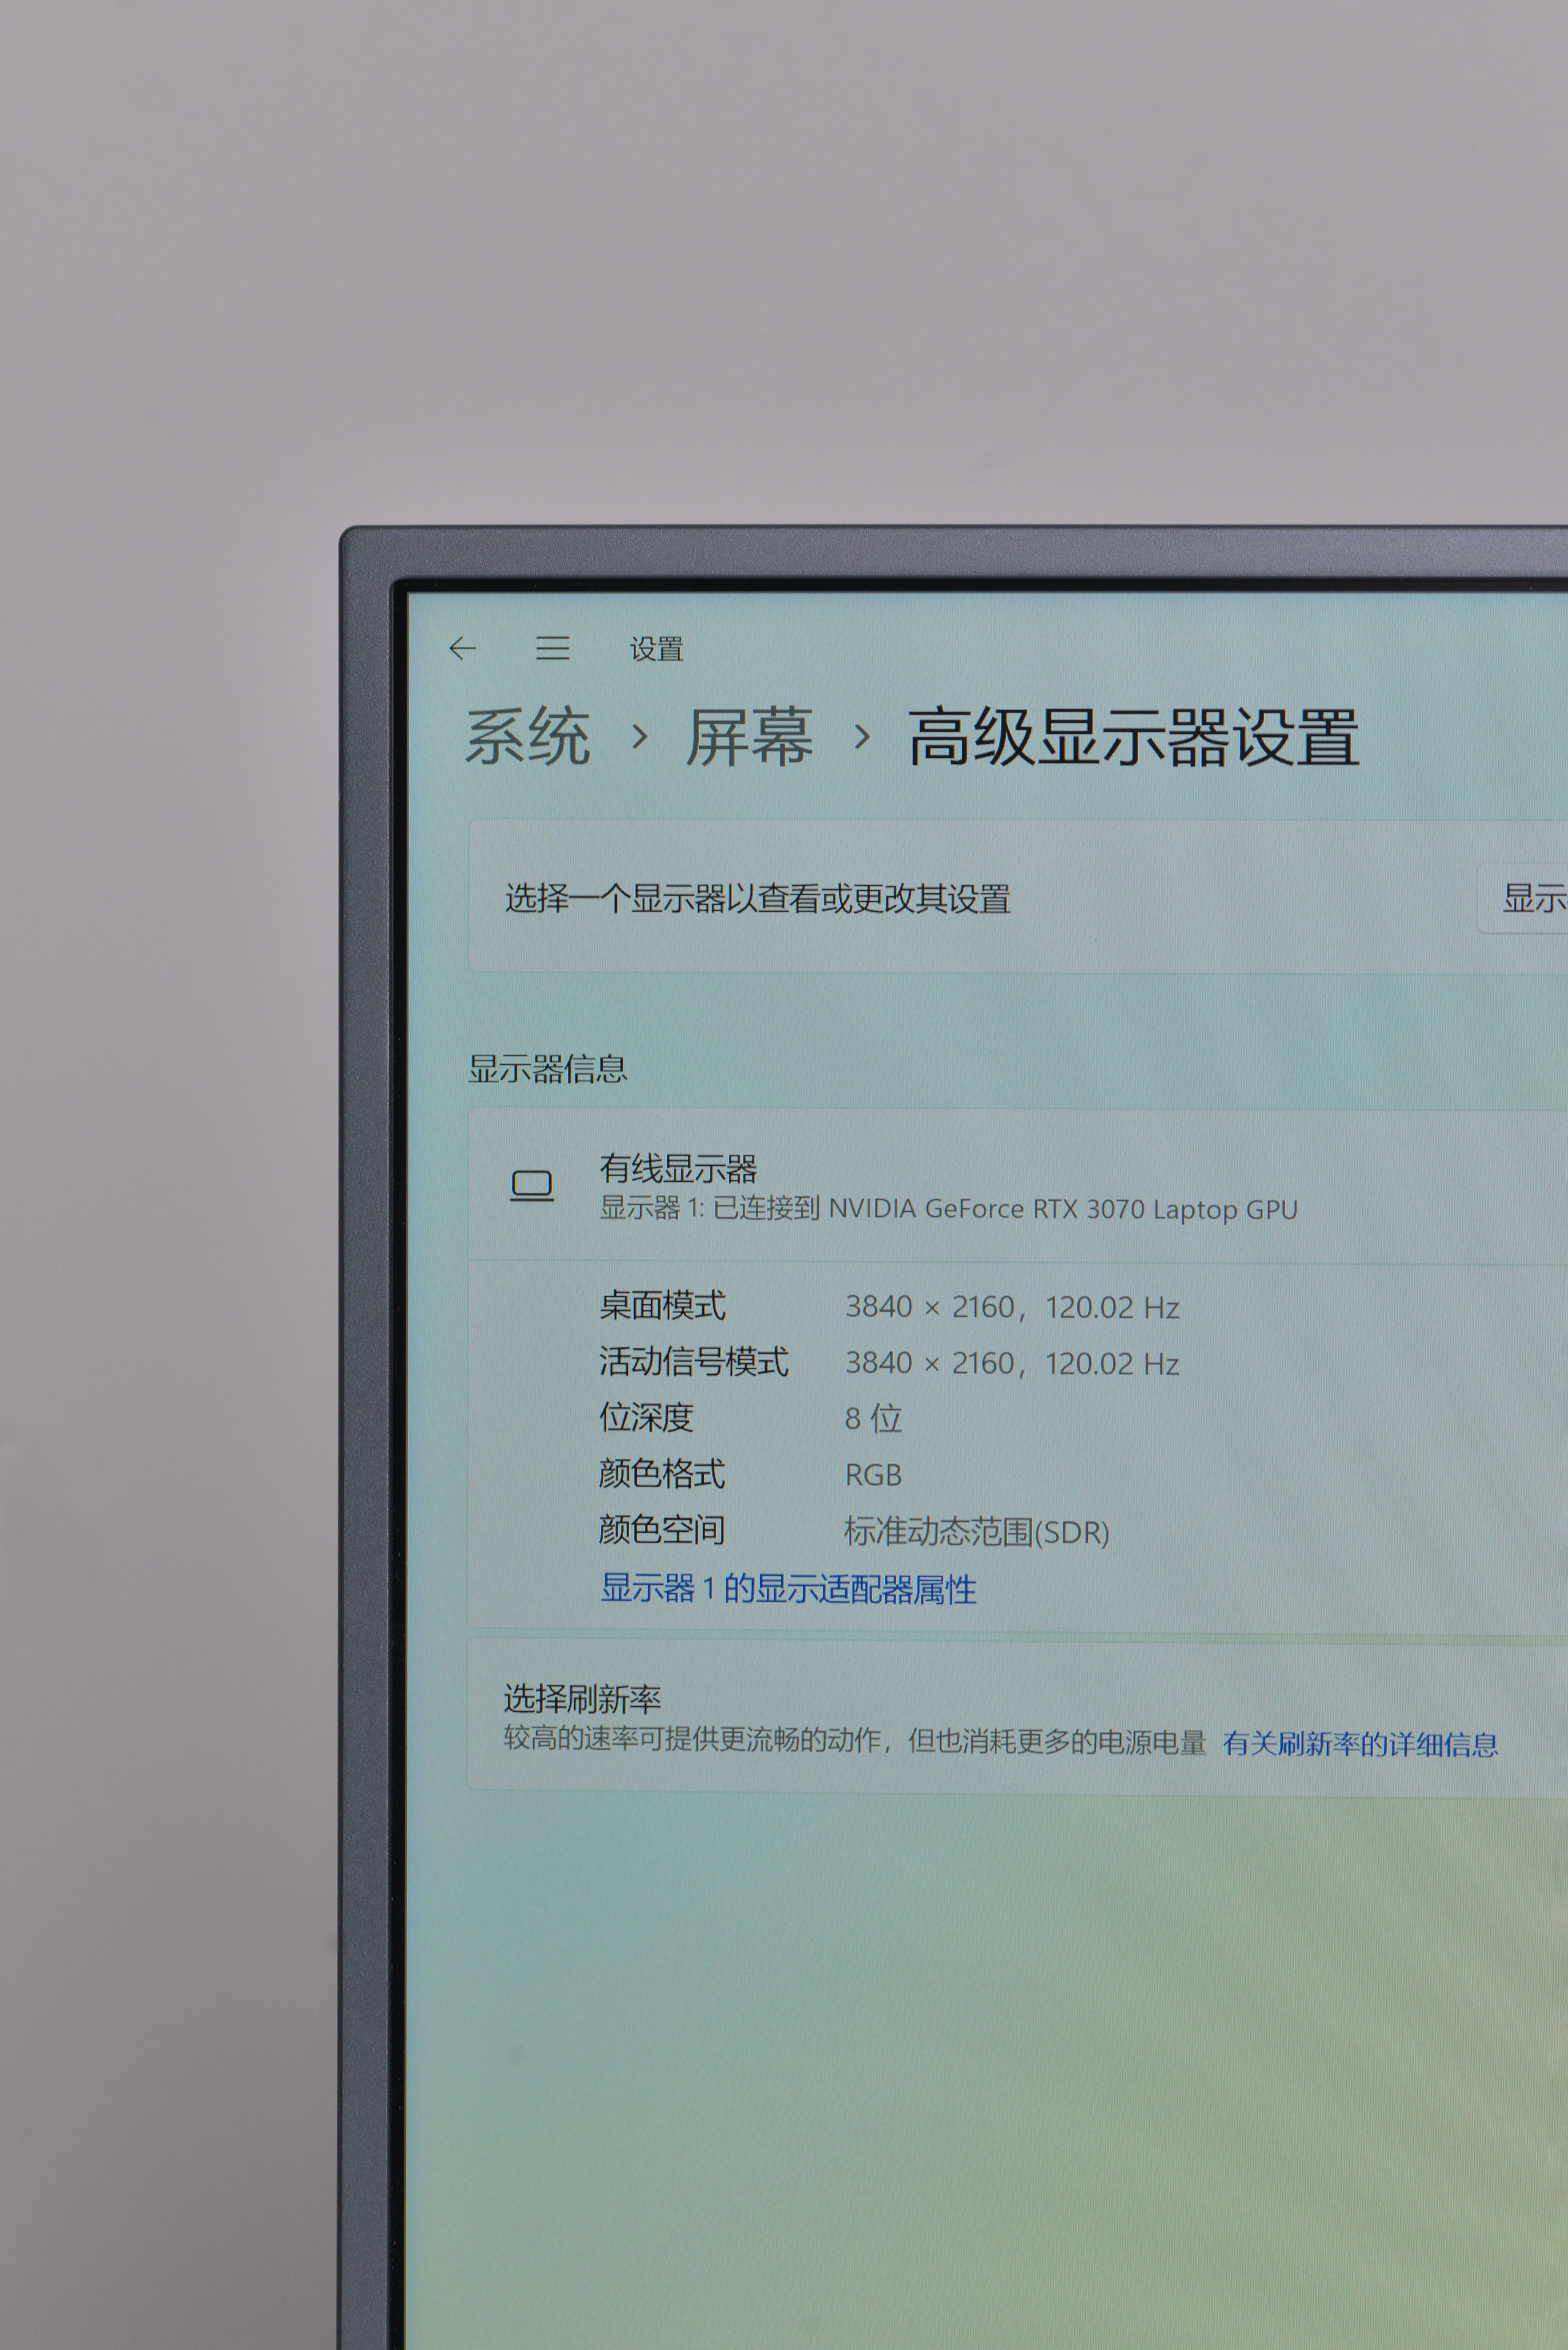 设置
系统 › 屏幕 › 高级显示器设置
选择一个显示器以查看或更改其设置 显示
显示器信息
有线显示器
显示器 1: 已连接到 NVIDIA GeForce RTX 3070 Laptop GPU
桌面模式 3840 × 2160，120.02 Hz
活动信号模式 3840 × 2160，120.02 Hz
位深度 8 位
颜色格式 RGB
颜色空间 标准动态范围(SDR)
显示器 1 的显示适配器属性
选择刷新率
较高的速率可提供更流畅的动作，但也消耗更多的电源电量 有关刷新率的详细信息